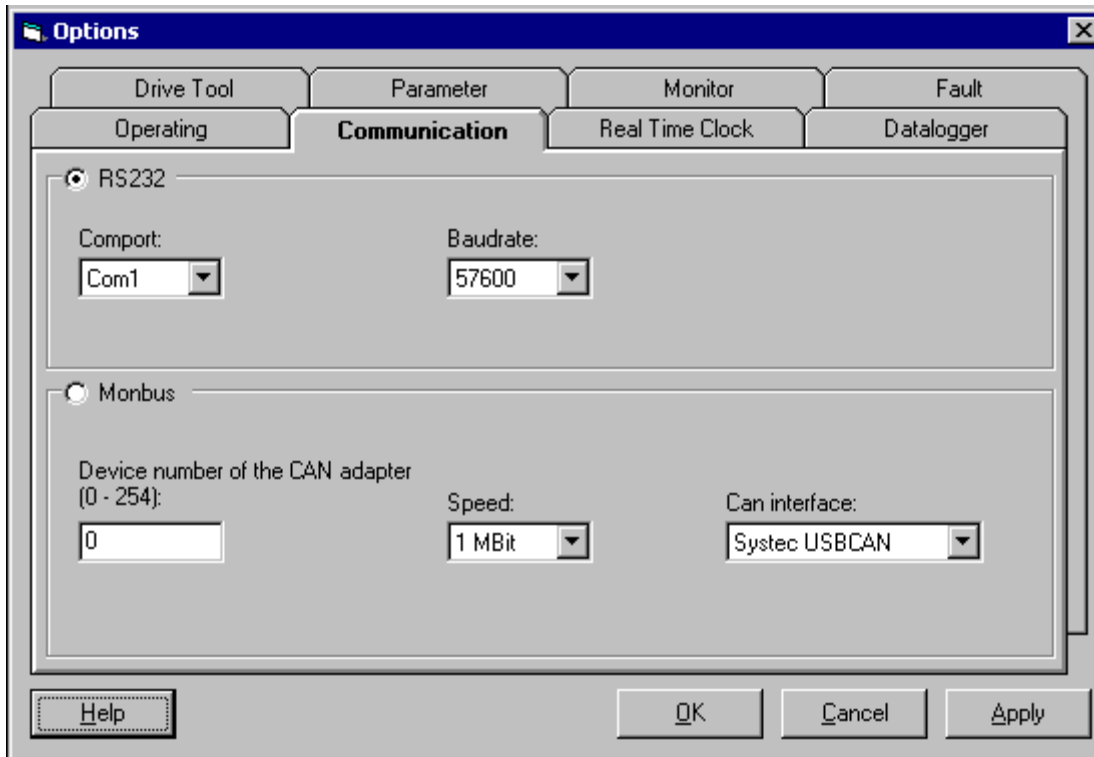 Options
Drive Tool Parameter Monitor Fault
Operating Communication Real Time Clock Datalogger
RS232
Comport: Baudrate:
Com1 57600
Monbus
Device number of the CAN adapter
(0 - 254): Speed: Can interface:
0 1 MBit Systec USBCAN
Help OK Cancel Apply